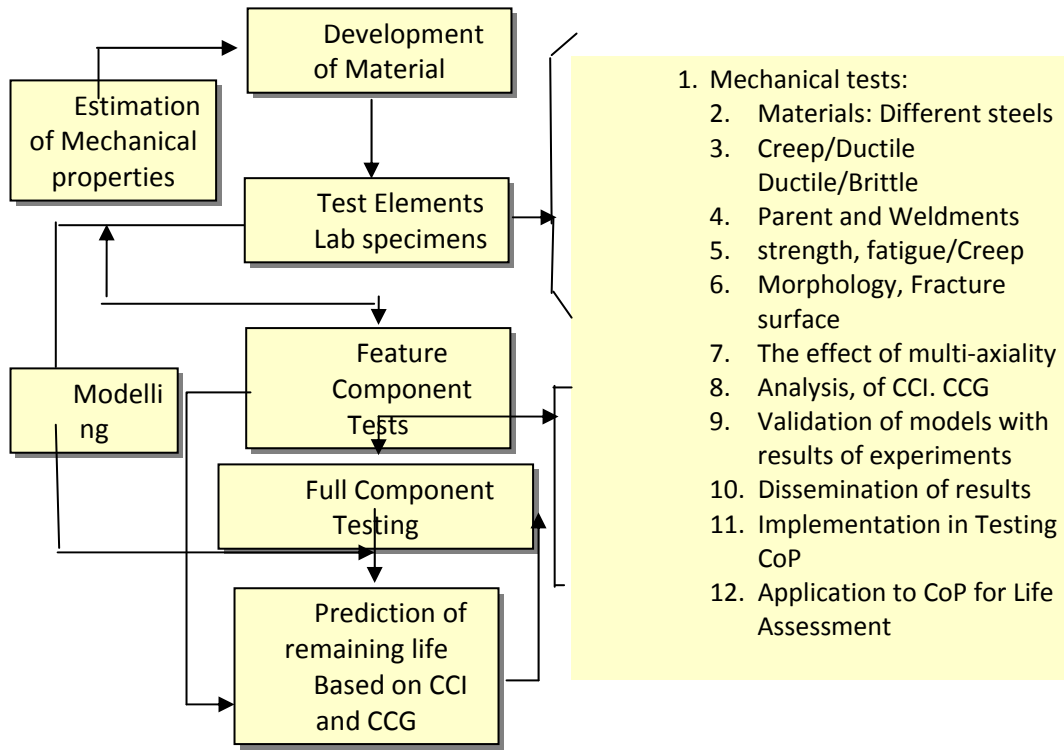 Development
of Material
Estimation
of Mechanical
properties
Test Elements
Lab specimens
Feature
Component
Tests
Modelli
ng
Full Component
Testing
Prediction of
remaining life
Based on CCI
and CCG
1. Mechanical tests:
2. Materials: Different steels
3. Creep/Ductile
Ductile/Brittle
4. Parent and Weldments
5. strength, fatigue/Creep
6. Morphology, Fracture
surface
7. The effect of multi-axiality
8. Analysis, of CCI. CCG
9. Validation of models with
results of experiments
10. Dissemination of results
11. Implementation in Testing
CoP
12. Application to CoP for Life
Assessment